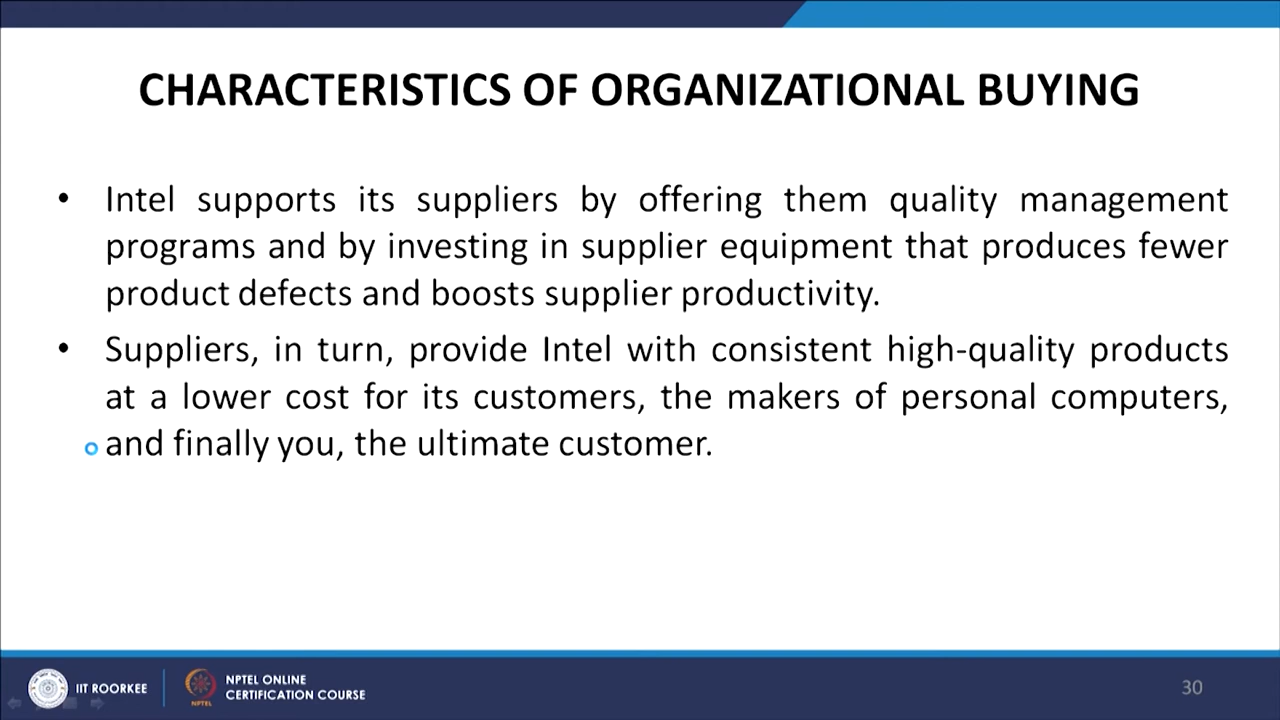 CHARACTERISTICS OF ORGANIZATIONAL BUYING
• Intel supports its suppliers by offering them quality management
programs and by investing in supplier equipment that produces fewer
product defects and boosts supplier productivity.
• Suppliers, in turn, provide Intel with consistent high-quality products
at a lower cost for its customers, the makers of personal computers,
and finally you, the ultimate customer.
IIT ROORKEE
NPTEL
NPTEL ONLINE
CERTIFICATION COURSE
30